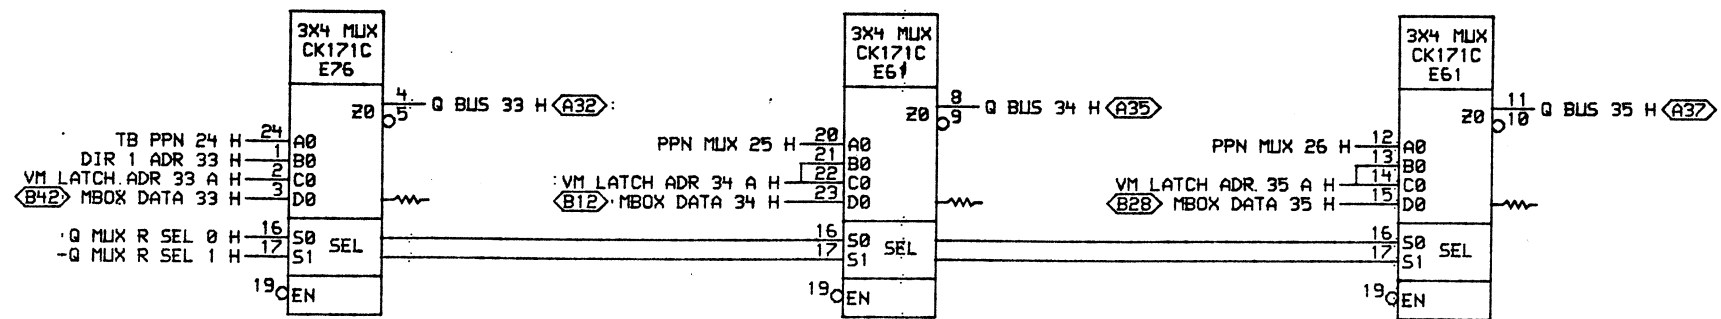 3X4 MUX
CK171C
E76
Z0
4
5
Q BUS 33 H
A32
TB PPN 24 H
24
A0
DIR 1 ADR 33 H
1
B0
VM LATCH ADR 33 A H
2
C0
B42
MBOX DATA 33 H
3
D0
-Q MUX R SEL 0 H
16
S0
SEL
-Q MUX R SEL 1 H
17
S1
19
EN
3X4 MUX
CK171C
E61
Z0
8
9
Q BUS 34 H
A35
PPN MUX 25 H
20
A0
21
B0
VM LATCH ADR 34 A H
22
C0
B12
MBOX DATA 34 H
23
D0
16
S0
SEL
17
S1
19
EN
3X4 MUX
CK171C
E61
Z0
11
10
Q BUS 35 H
A37
PPN MUX 26 H
12
A0
13
B0
VM LATCH ADR 35 A H
14
C0
B28
MBOX DATA 35 H
15
D0
16
S0
SEL
17
S1
19
EN